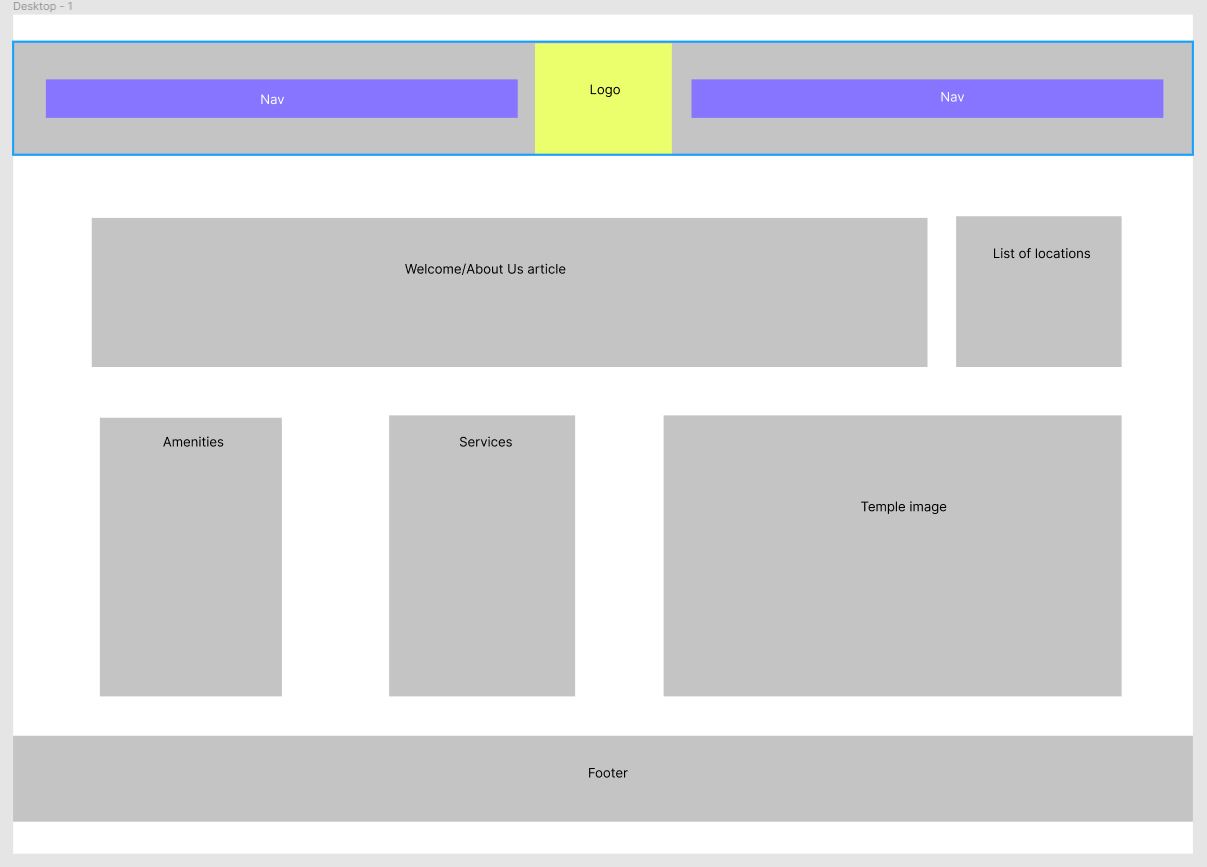 Desktop - 1
Nav
Logo
Nav
Welcome/About Us article
List of locations
Amenities
Services
Temple image
Footer